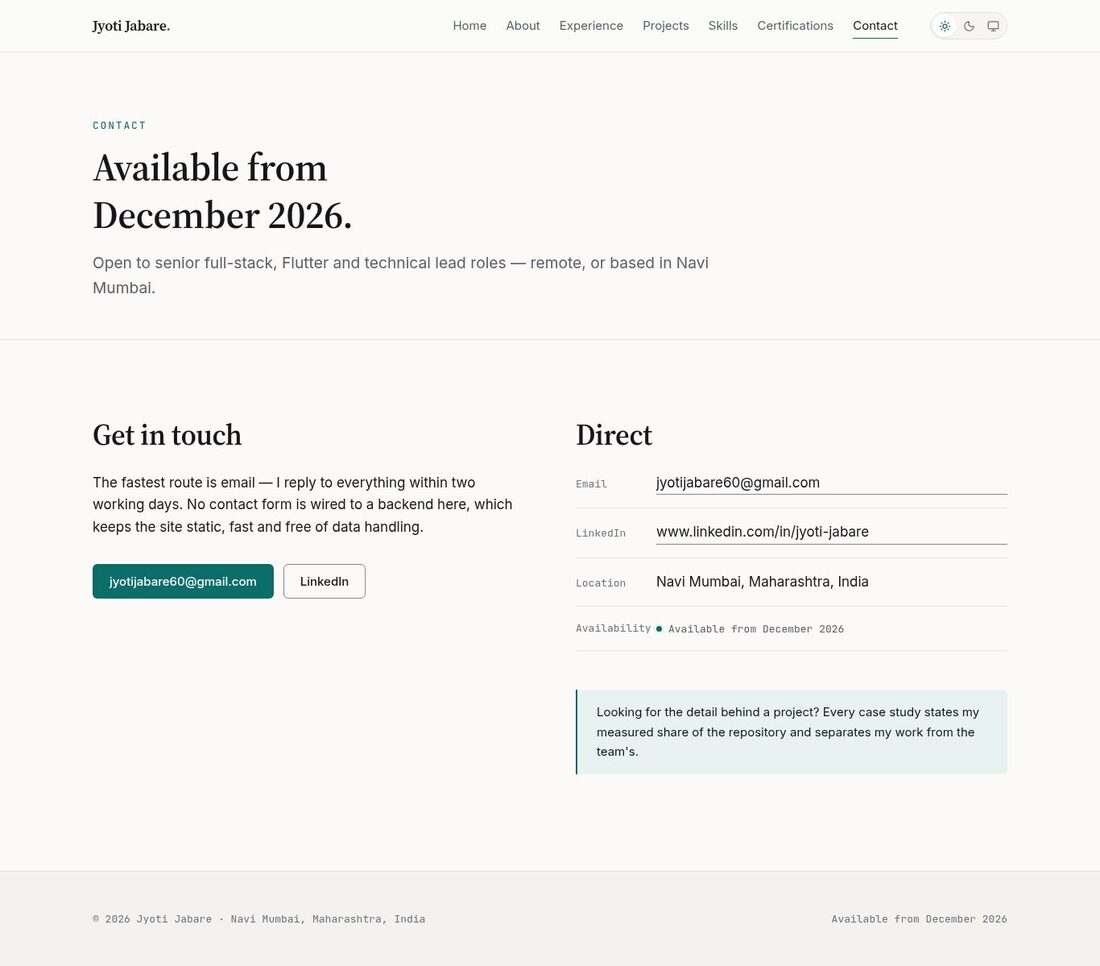 Jyoti Jabare.
Home About Experience Projects Skills Certifications Contact
CONTACT
Available from
December 2026.
Open to senior full-stack, Flutter and technical lead roles — remote, or based in Navi
Mumbai.
Get in touch
The fastest route is email — I reply to everything within two
working days. No contact form is wired to a backend here, which
keeps the site static, fast and free of data handling.
jyotijabare60@gmail.com LinkedIn
Direct
Email jyotijabare60@gmail.com
LinkedIn www.linkedin.com/in/jyoti-jabare
Location Navi Mumbai, Maharashtra, India
Availability Available from December 2026
Looking for the detail behind a project? Every case study states my
measured share of the repository and separates my work from the
team's.
© 2026 Jyoti Jabare · Navi Mumbai, Maharashtra, India
Available from December 2026